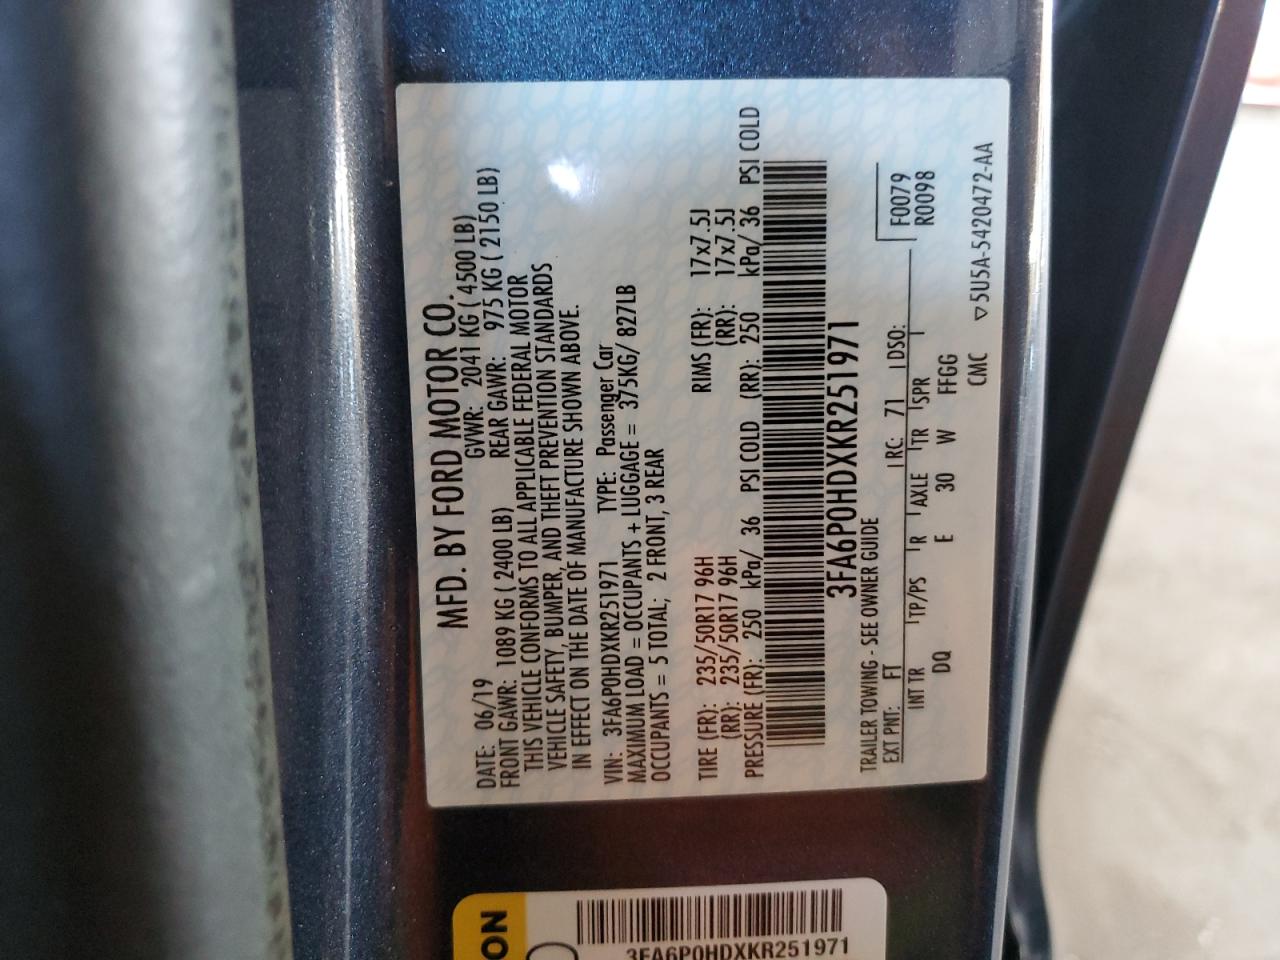 MFD. BY FORD MOTOR CO.
DATE: 06/19 GVWR: 2041 KG ( 4500 LB)
FRONT GAWR: 1089 KG ( 2400 LB) REAR GAWR: 975 KG ( 2150 LB)
THIS VEHICLE CONFORMS TO ALL APPLICABLE FEDERAL MOTOR
VEHICLE SAFETY, BUMPER, AND THEFT PREVENTION STANDARDS
IN EFFECT ON THE DATE OF MANUFACTURE SHOWN ABOVE.
VIN: 3FA6P0HDXKR251971 TYPE: Passenger Car
MAXIMUM LOAD = OCCUPANTS + LUGGAGE = 375KG/ 827LB
OCCUPANTS = 5 TOTAL; 2 FRONT, 3 REAR
TIRE (FR): 235/50R17 96H RIMS (FR): 17x7.5J
(RR): 235/50R17 96H (RR): 17x7.5J
PRESSURE (FR): 250 kPa/ 36 PSI COLD (RR): 250 kPa/ 36 PSI COLD
3FA6P0HDXKR251971
TRAILER TOWING - SEE OWNER GUIDE
EXT PNT: FT RC: 71 DSO: F0079
R0098
INT TR TP/PS R AXLE TR SPR
DQ E 30 W FFGG
CMC ▽5U5A-5420472-AA
ON
3FA6P0HDXKR251971